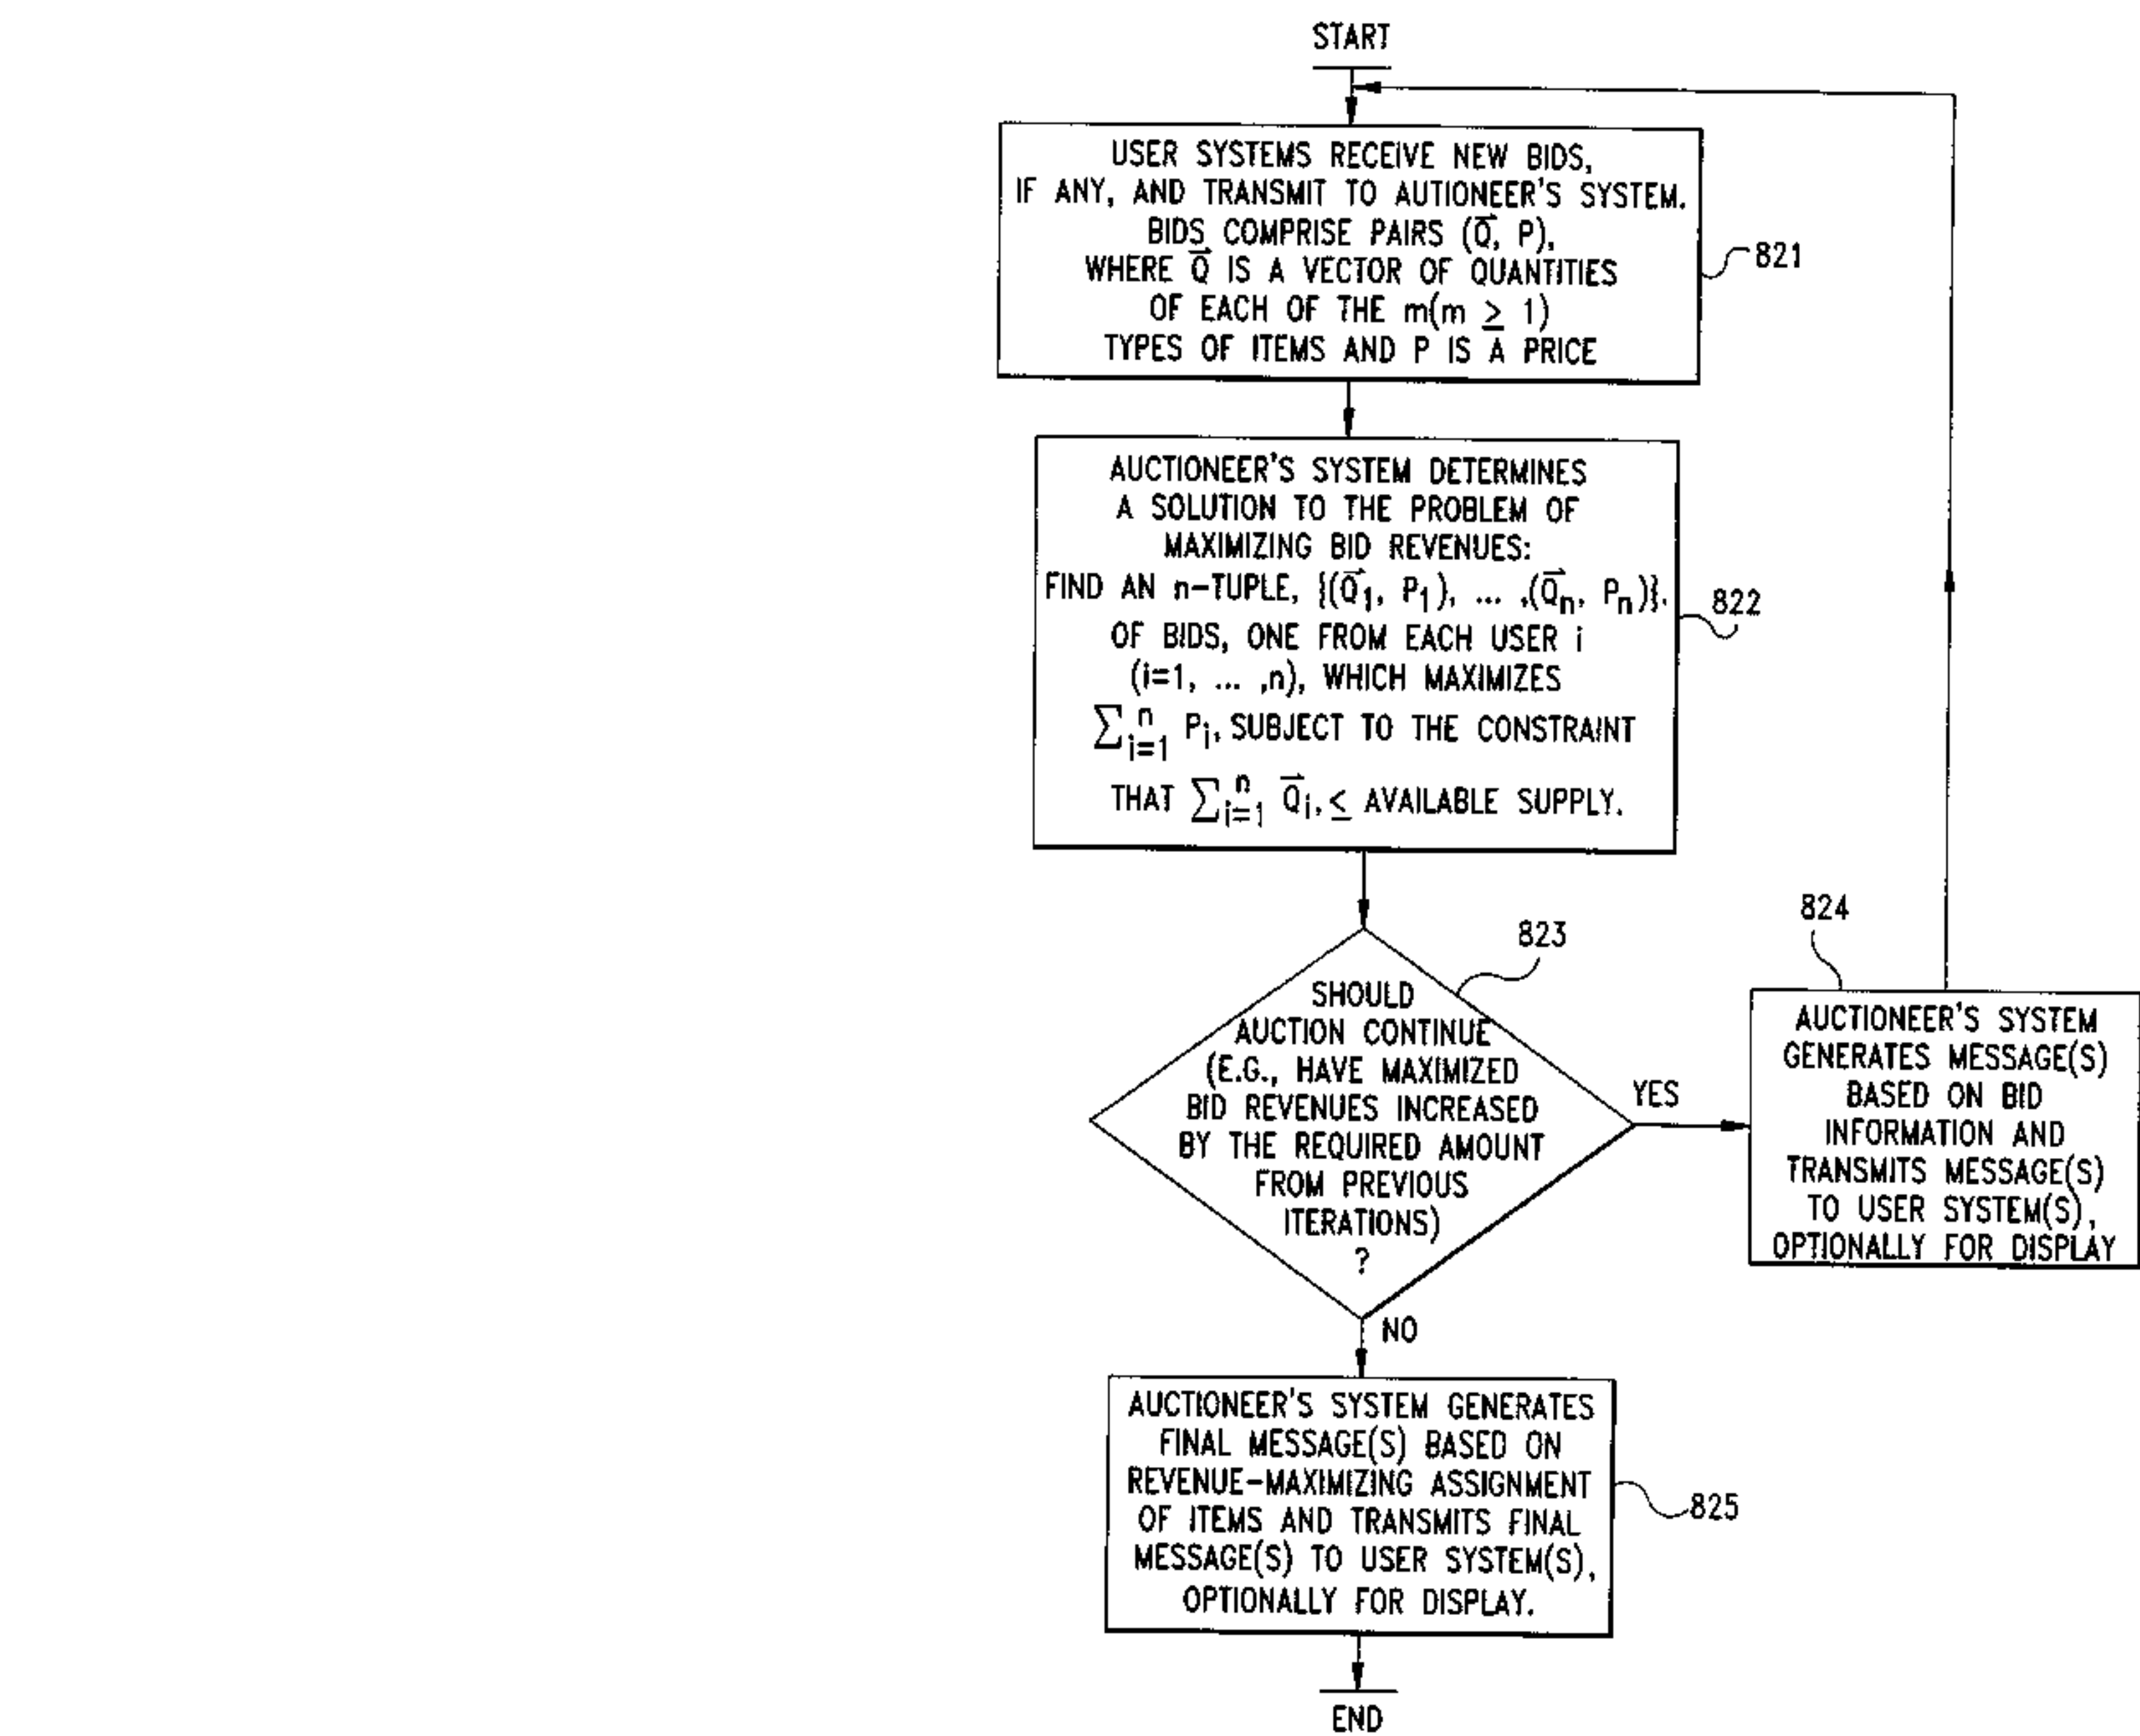 START
USER SYSTEMS RECEIVE NEW BIDS,
IF ANY, AND TRANSMIT TO AUTIONEER'S SYSTEM.
BIDS COMPRISE PAIRS (Q⃗, P),
WHERE Q⃗ IS A VECTOR OF QUANTITIES
OF EACH OF THE m(m ≥ 1)
TYPES OF ITEMS AND P IS A PRICE
821
AUCTIONEER'S SYSTEM DETERMINES
A SOLUTION TO THE PROBLEM OF
MAXIMIZING BID REVENUES:
FIND AN n-TUPLE, {(Q⃗1, P1), ... ,(Q⃗n, Pn)}.
OF BIDS, ONE FROM EACH USER i
(i=1, ... ,n), WHICH MAXIMIZES
∑ n i=1 Pi, SUBJECT TO THE CONSTRAINT
THAT ∑ n i=1 Q⃗i, ≤ AVAILABLE SUPPLY.
822
823
SHOULD
AUCTION CONTINUE
(E.G., HAVE MAXIMIZED
BID REVENUES INCREASED
BY THE REQUIRED AMOUNT
FROM PREVIOUS
ITERATIONS)
?
YES
NO
824
AUCTIONEER'S SYSTEM
GENERATES MESSAGE(S)
BASED ON BID
INFORMATION AND
TRANSMITS MESSAGE(S)
TO USER SYSTEM(S),
OPTIONALLY FOR DISPLAY
AUCTIONEER'S SYSTEM GENERATES
FINAL MESSAGE(S) BASED ON
REVENUE-MAXIMIZING ASSIGNMENT
OF ITEMS AND TRANSMITS FINAL
MESSAGE(S) TO USER SYSTEM(S),
OPTIONALLY FOR DISPLAY.
825
END